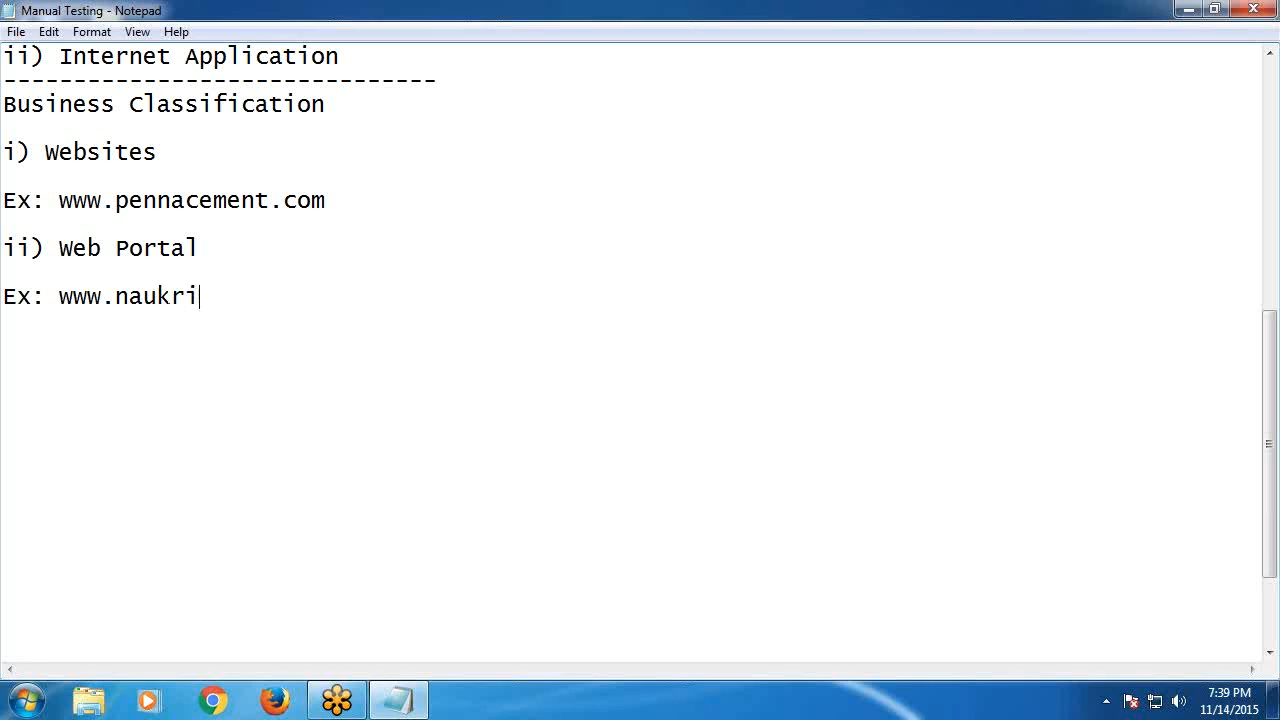 Manual Testing - Notepad
File Edit Format View Help
ii) Internet Application
-------------------------------
Business Classification
i) Websites
Ex: www.pennacement.com
ii) Web Portal
Ex: www.naukri
7:39 PM
11/14/2015